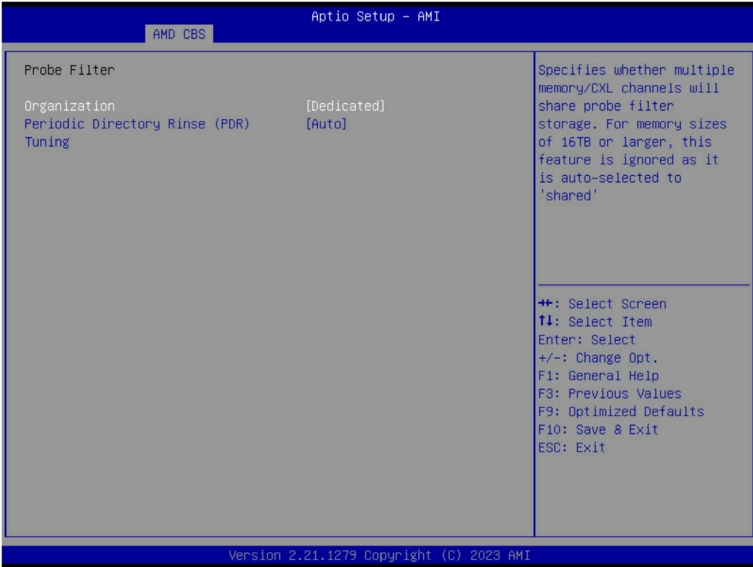 Aptio Setup - AMI
AMD CBS
Probe Filter
Organization [Dedicated]
Periodic Directory Rinse (PDR) [Auto]
Tuning
Specifies whether multiple
memory/CXL channels will
share probe filter
storage. For memory sizes
of 16TB or larger, this
feature is ignored as it
is auto-selected to
'shared'
→←: Select Screen
↑↓: Select Item
Enter: Select
+/-: Change Opt.
F1: General Help
F3: Previous Values
F9: Optimized Defaults
F10: Save & Exit
ESC: Exit
Version 2.21.1279 Copyright (C) 2023 AMI